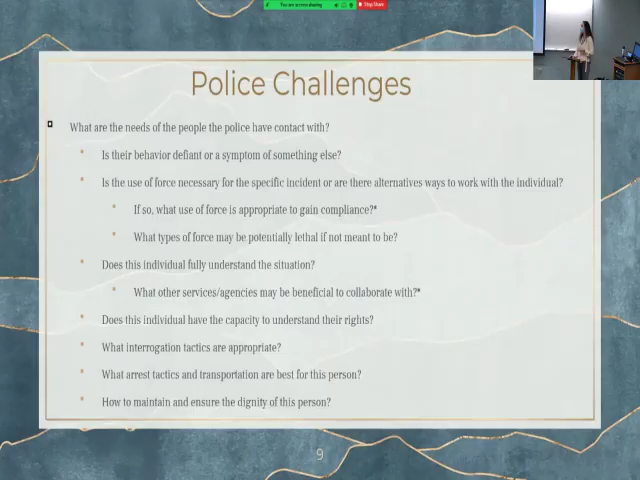 You are screen sharing
Stop Share
Police Challenges
What are the needs of the people the police have contact with?
Is their behavior defiant or a symptom of something else?
Is the use of force necessary for the specific incident or are there alternatives ways to work with the individual?
If so, what use of force is appropriate to gain compliance?*
What types of force may be potentially lethal if not meant to be?
Does this individual fully understand the situation?
What other services/agencies may be beneficial to collaborate with?*
Does this individual have the capacity to understand their rights?
What interrogation tactics are appropriate?
What arrest tactics and transportation are best for this person?
How to maintain and ensure the dignity of this person?
9